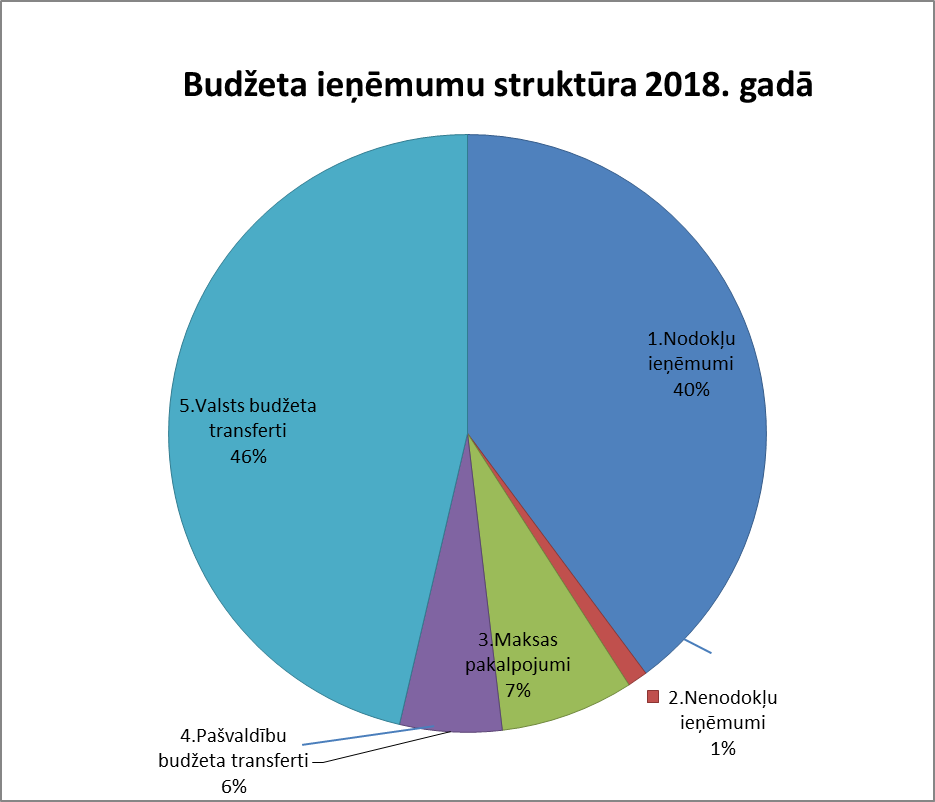 Budžeta ieņēmumu struktūra 2018. gadā
1.Nodokļu
ieņēmumi
40%
5.Valsts budžeta
transferti
46%
3.Maksas
pakalpojumi
7%
2.Nenodokļu
ieņēmumi
1%
4.Pašvaldību
budžeta transferti
6%